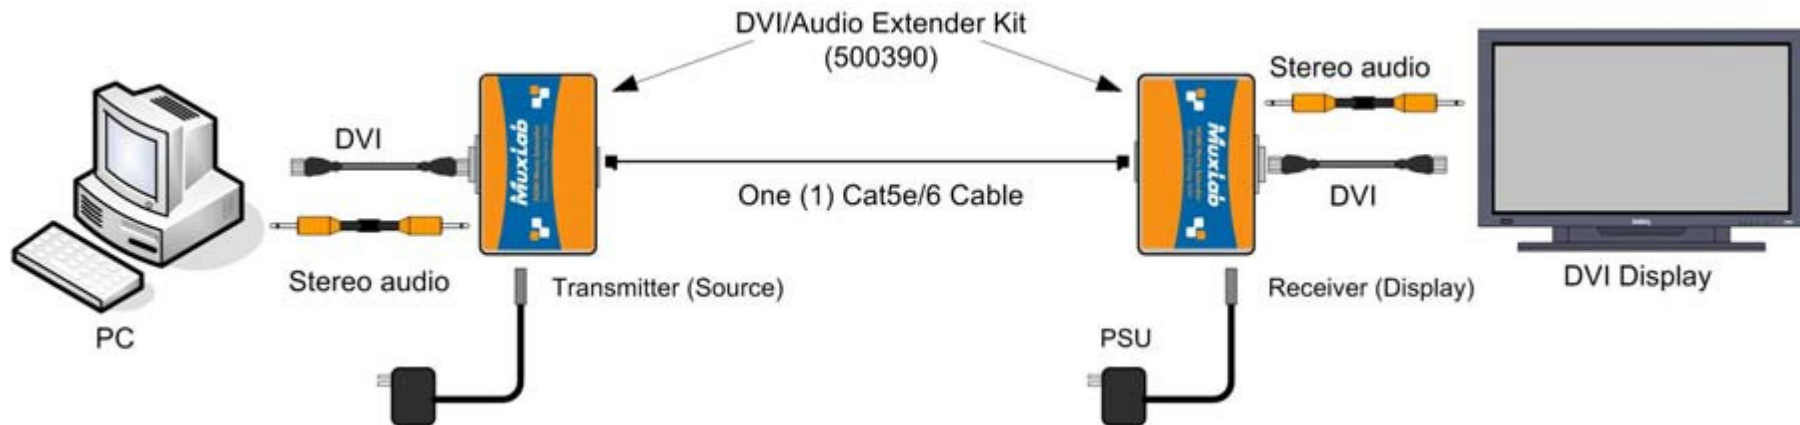 DVI/Audio Extender Kit
(500390)
Stereo audio
DVI
MuxLab
MuxLab
One (1) Cat5e/6 Cable
DVI
Stereo audio
Transmitter (Source)
Receiver (Display)
DVI Display
PC
PSU